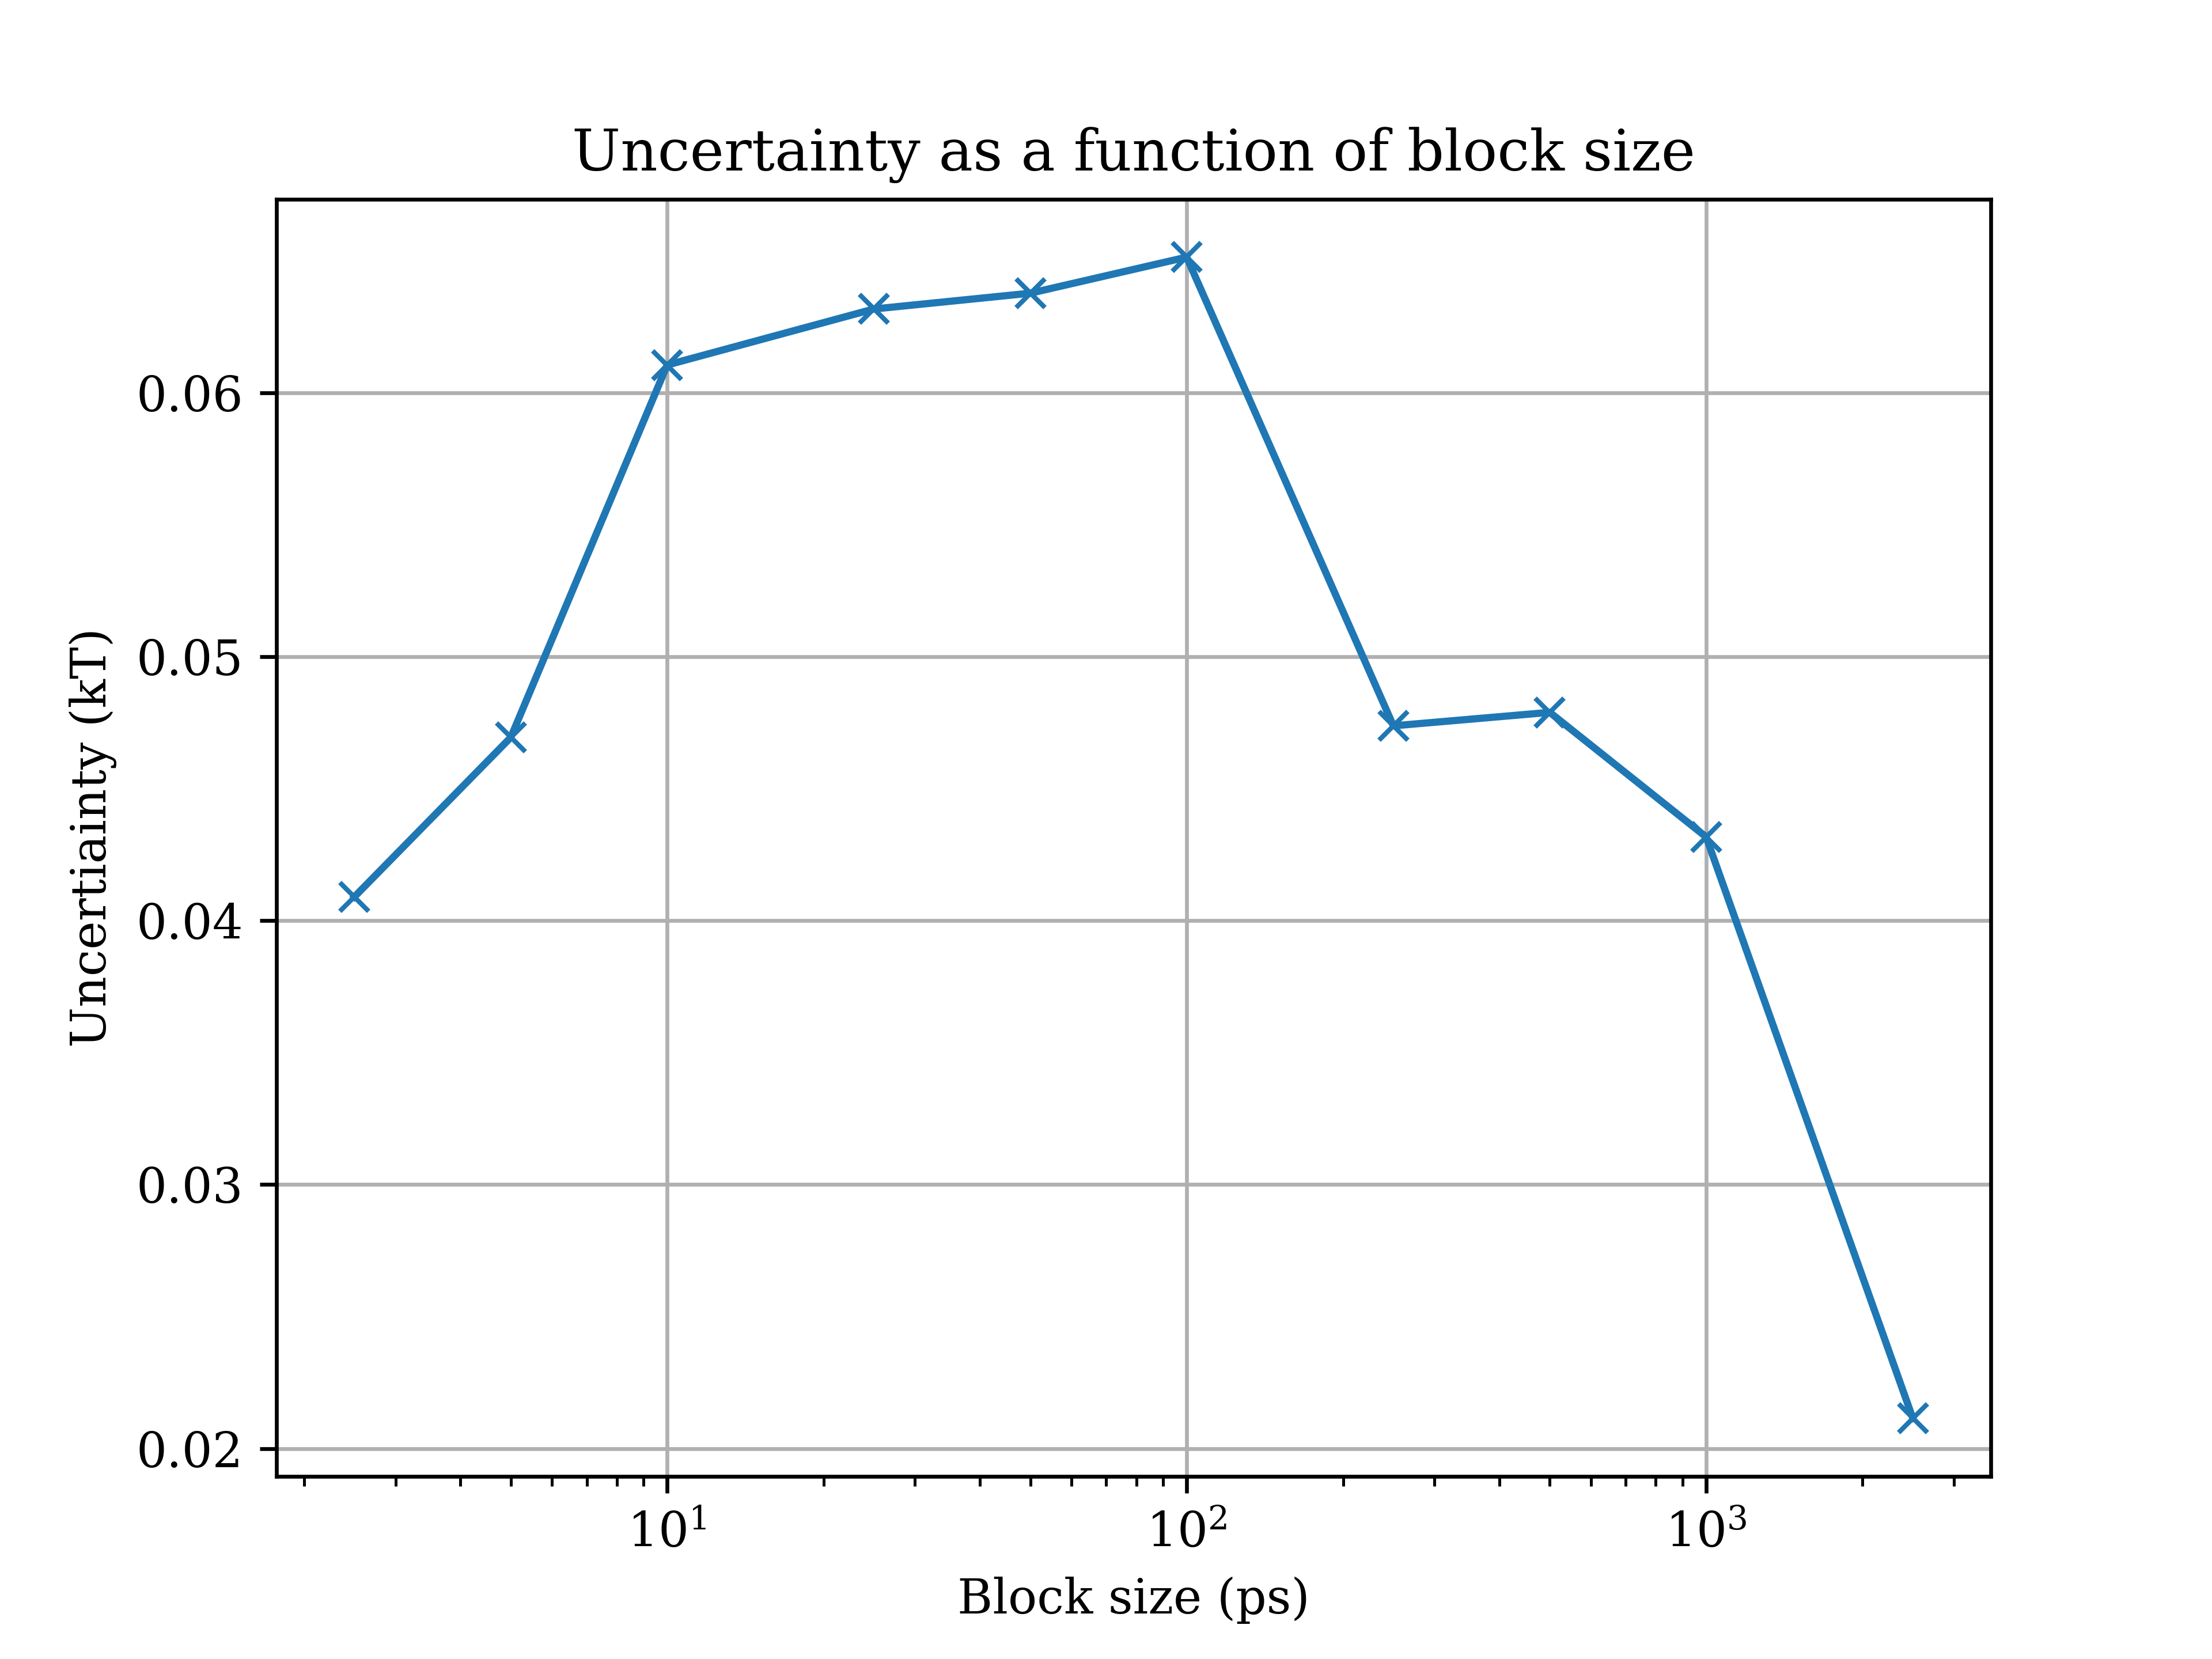 Uncertainty as a function of block size
Uncertiainty (kT)
0.06
0.05
0.04
0.03
0.02
10¹
10²
10³
Block size (ps)